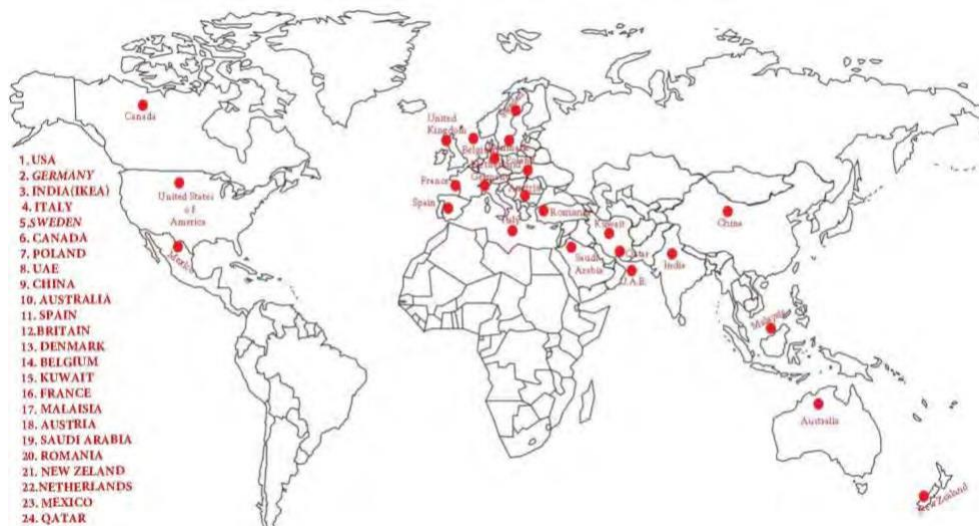 1. USA
2. GERMANY
3. INDIA(IKEA)
4. ITALY
5,SWEDEN
6. CANADA
7. POLAND
8. UAE
9. CHINA
10. AUSTRALIA
11. SPAIN
12.BRITAIN
13. DENMARK
14. BELGIUM
15. KUWAIT
16. FRANCE
17. MALAISIA
18. AUSTRIA
19. SAUDI ARABIA
20. ROMANIA
21. NEW ZELAND
22.NETHERLANDS
23. MEXICO
24. QATAR
Canada
United States
of
America
Mexico
United
Kingdom
France
Spain
Italy
Romania
Kuwait
Qatar
Saudi
Arabia
U.A.E.
India
China
Malaysia
Australia
New Zealand